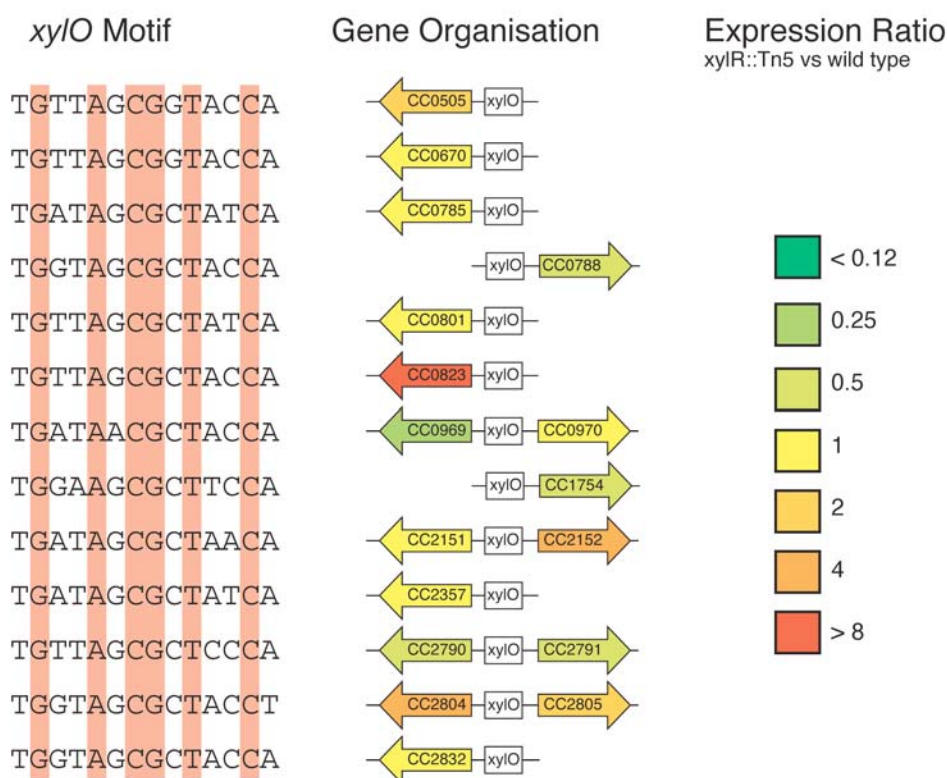 xylO Motif Gene Organisation Expression Ratio
xylR::Tn5 vs wild type
TGTTAGCGGTACCA CC0505 xylO
TGTTAGCGGTACCA CC0670 xylO
TGATAGCGCTATCA CC0785 xylO
TGGTAGCGCTACCA xylO CC0788
TGTTAGCGCTATCA CC0801 xylO
TGTTAGCGCTACCA CC0823 xylO
TGATAACGCTACCA CC0969 xylO CC0970
TGGAAGCGCTTCCA xylO CC1754
TGATAGCGCTAACA CC2151 xylO CC2152
TGATAGCGCTATCA CC2357 xylO
TGTTAGCGCTCCCA CC2790 xylO CC2791
TGGTAGCGCTACCT CC2804 xylO CC2805
TGGTAGCGCTACCA CC2832 xylO
< 0.12
0.25
0.5
1
2
4
> 8